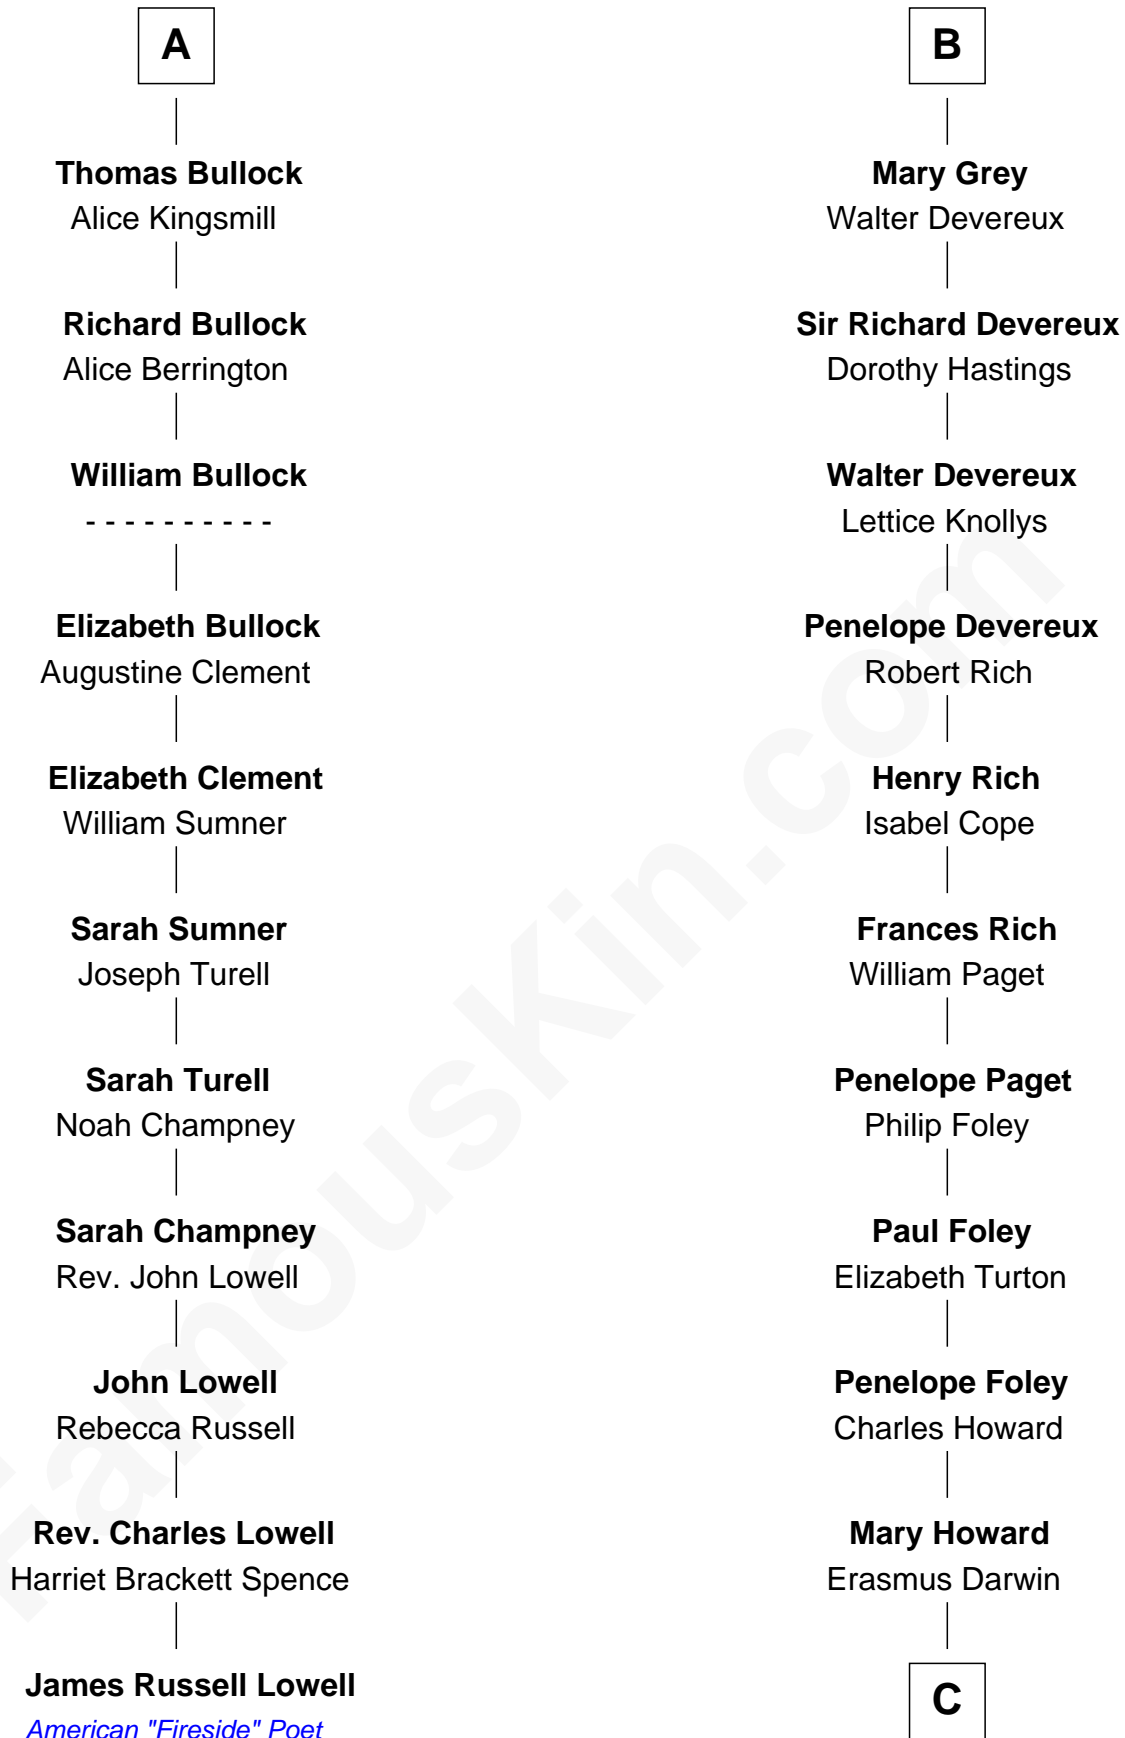 A
Thomas Bullock
Alice Kingsmill
Richard Bullock
Alice Berrington
William Bullock
- - - - - - - - - -
Elizabeth Bullock
Augustine Clement
Elizabeth Clement
William Sumner
Sarah Sumner
Joseph Turell
Sarah Turell
Noah Champney
Sarah Champney
Rev. John Lowell
John Lowell
Rebecca Russell
Rev. Charles Lowell
Harriet Brackett Spence
James Russell Lowell
American "Fireside" Poet
B
Mary Grey
Walter Devereux
Sir Richard Devereux
Dorothy Hastings
Walter Devereux
Lettice Knollys
Penelope Devereux
Robert Rich
Henry Rich
Isabel Cope
Frances Rich
William Paget
Penelope Paget
Philip Foley
Paul Foley
Elizabeth Turton
Penelope Foley
Charles Howard
Mary Howard
Erasmus Darwin
C
FamousKin.com